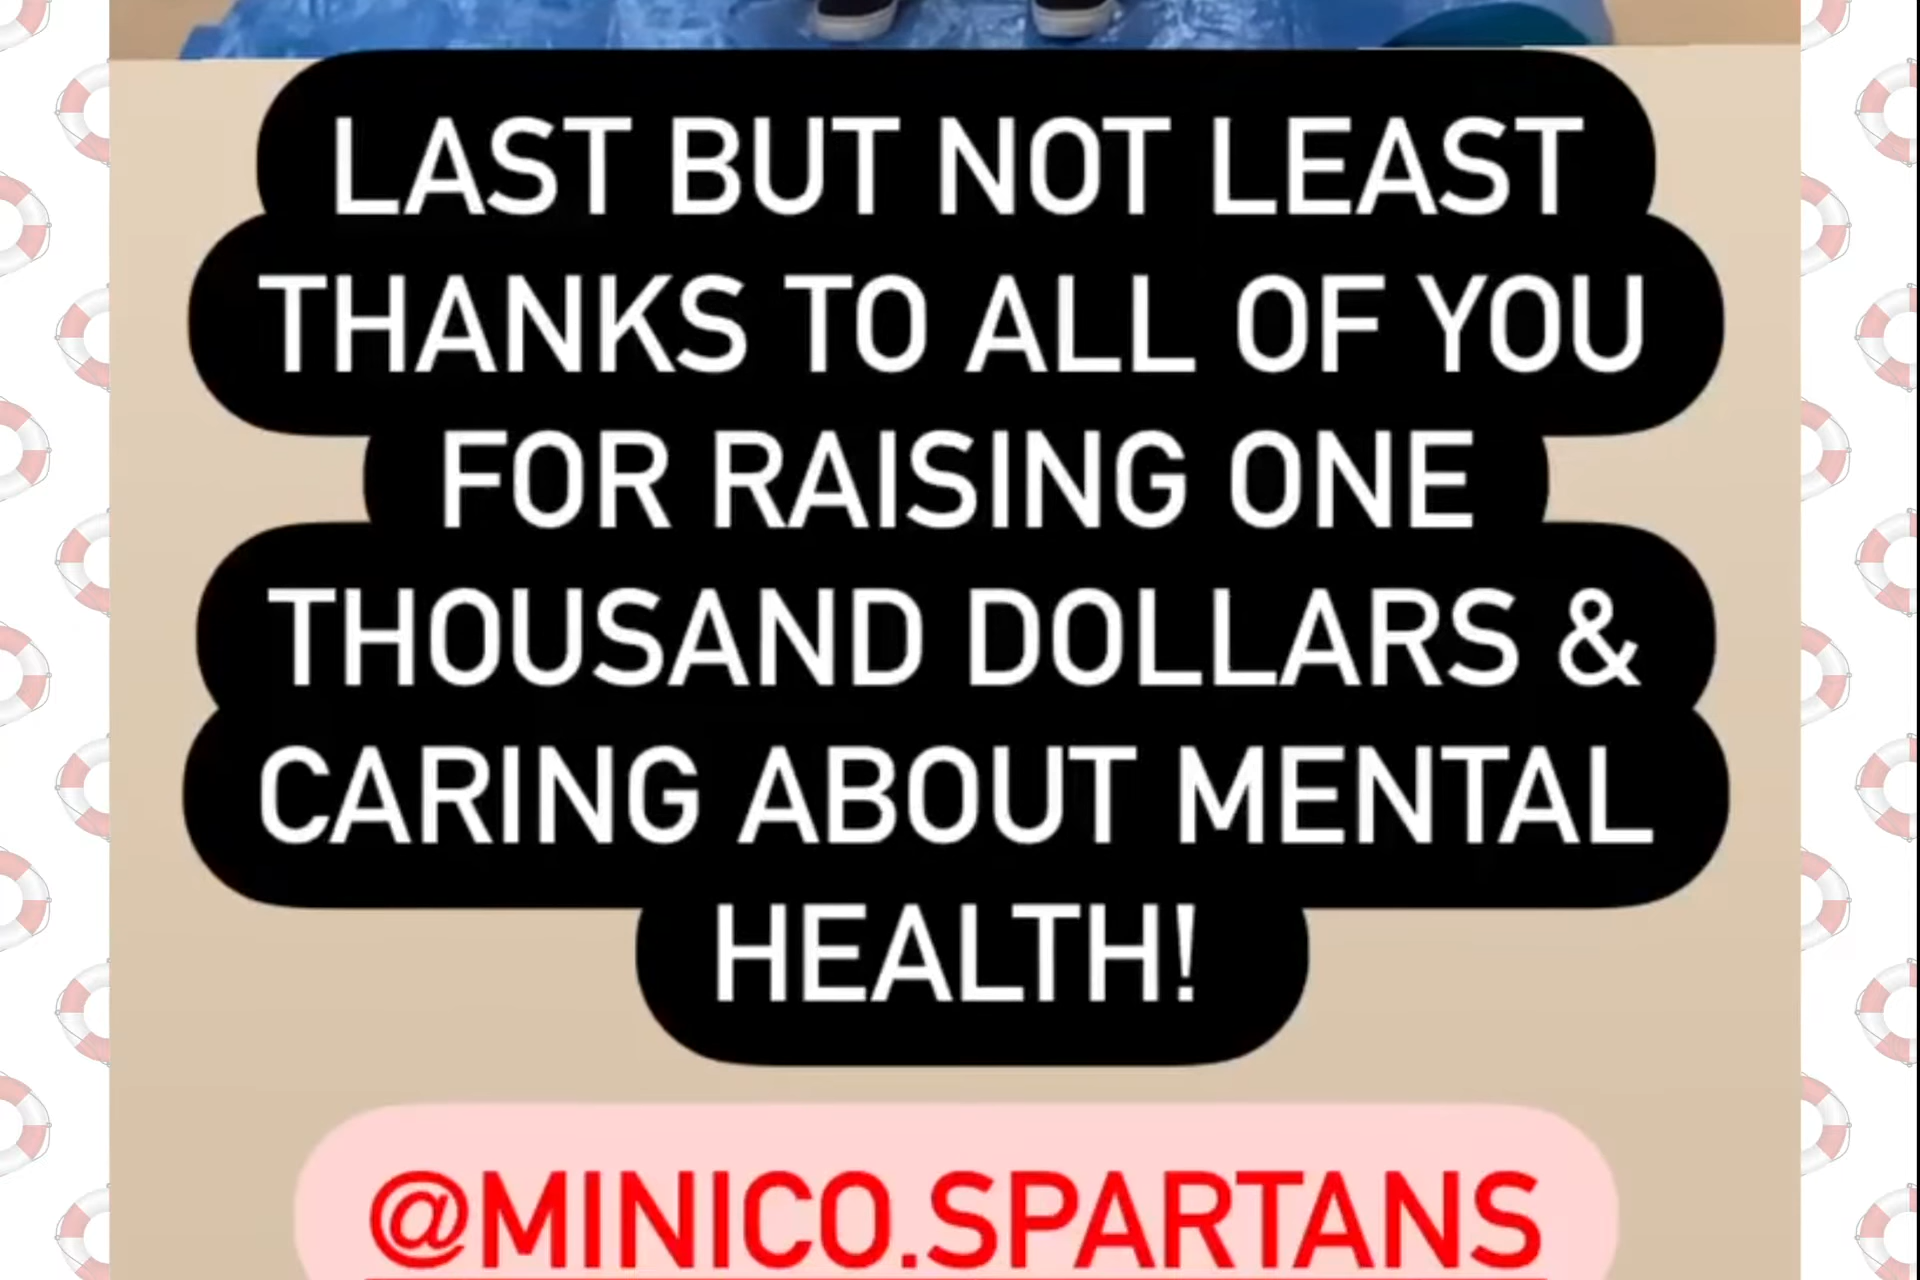 LAST BUT NOT LEAST
THANKS TO ALL OF YOU
FOR RAISING ONE
THOUSAND DOLLARS &
CARING ABOUT MENTAL
HEALTH!
@MINICO.SPARTANS